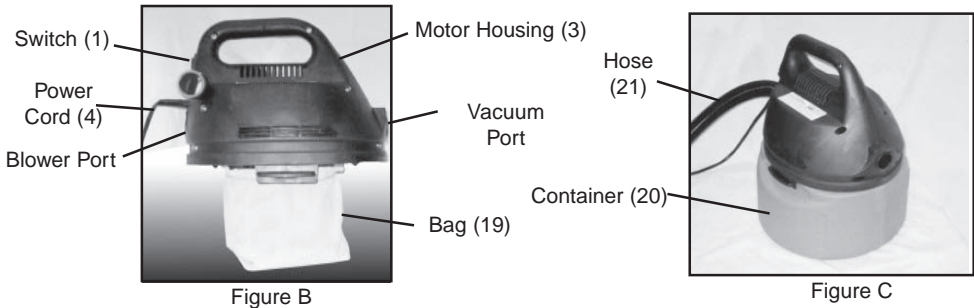 Switch (1)
Motor Housing (3)
Power
Cord (4)
Vacuum
Port
Blower Port
Bag (19)
Figure B
Hose
(21)
Container (20)
Figure C